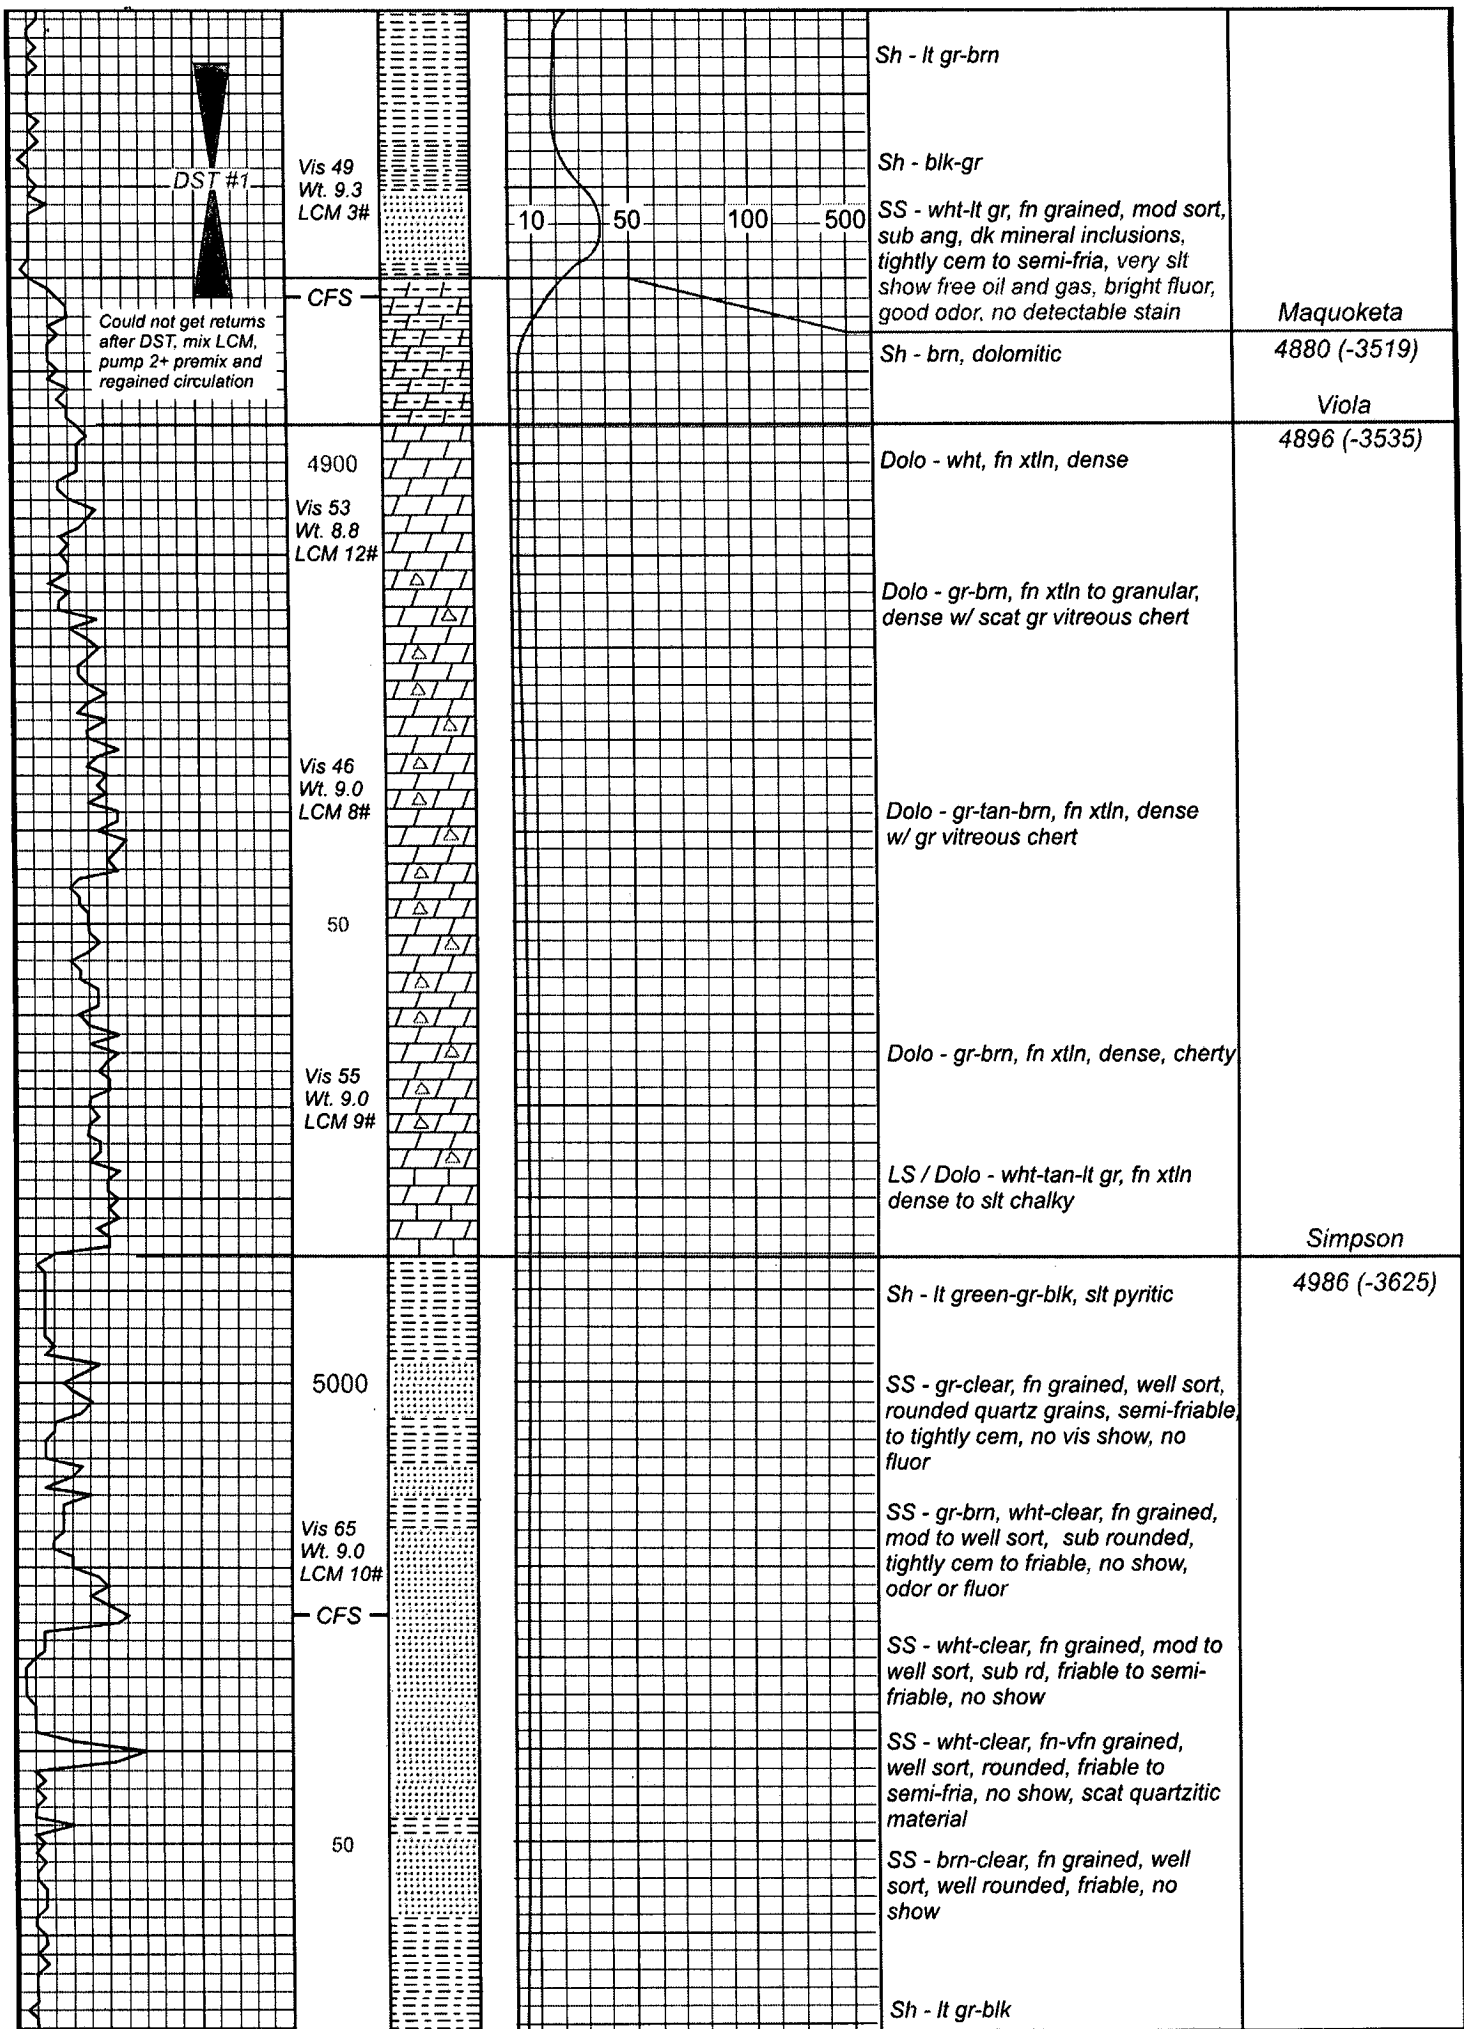 Sh - lt gr-brn
Vis 49
Wt. 9.3
LCM 3#
DST #1
Sh - blk-gr
10 50 100 500
SS - wht-lt gr, fn grained, mod sort,
sub ang, dk mineral inclusions,
tightly cem to semi-fria, very slt
show free oil and gas, bright fluor,
good odor, no detectable stain
CFS
Could not get returns
after DST, mix LCM,
pump 2+ premix and
regained circulation
Maquoketa
4880 (-3519)
Sh - brn, dolomitic
Viola
4896 (-3535)
4900
Dolo - wht, fn xtln, dense
Vis 53
Wt. 8.8
LCM 12#
Dolo - gr-brn, fn xtln to granular,
dense w/ scat gr vitreous chert
Vis 46
Wt. 9.0
LCM 8#
Dolo - gr-tan-brn, fn xtln, dense
w/ gr vitreous chert
50
Dolo - gr-brn, fn xtln, dense, cherty
Vis 55
Wt. 9.0
LCM 9#
LS / Dolo - wht-tan-lt gr, fn xtln
dense to slt chalky
Simpson
4986 (-3625)
Sh - lt green-gr-blk, slt pyritic
5000
SS - gr-clear, fn grained, well sort,
rounded quartz grains, semi-friable,
to tightly cem, no vis show, no
fluor
SS - gr-brn, wht-clear, fn grained,
mod to well sort, sub rounded,
tightly cem to friable, no show,
odor or fluor
Vis 65
Wt. 9.0
LCM 10#
CFS
SS - wht-clear, fn grained, mod to
well sort, sub rd, friable to semi-
friable, no show
SS - wht-clear, fn-vfn grained,
well sort, rounded, friable to
semi-fria, no show, scat quartzitic
material
50
SS - brn-clear, fn grained, well
sort, well rounded, friable, no
show
Sh - lt gr-blk